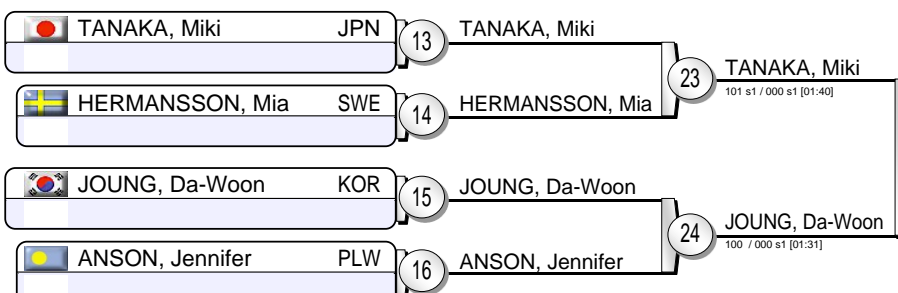 TANAKA, Miki JPN
13
TANAKA, Miki
HERMANSSON, Mia SWE
14
HERMANSSON, Mia
23
TANAKA, Miki
101 s1 / 000 s1 [01:40]
JOUNG, Da-Woon KOR
15
JOUNG, Da-Woon
ANSON, Jennifer PLW
16
ANSON, Jennifer
24
JOUNG, Da-Woon
100 / 000 s1 [01:31]